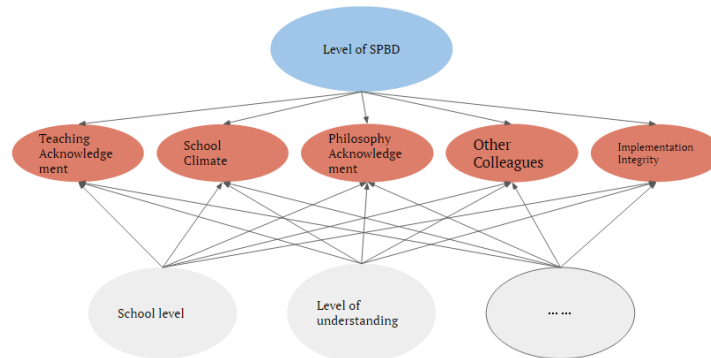 Level of SPBD
Teaching
Acknowledge
ment
School
Climate
Philosophy
Acknowledge
ment
Other
Colleagues
Implementation
Integrity
School level
Level of
understanding
... ...